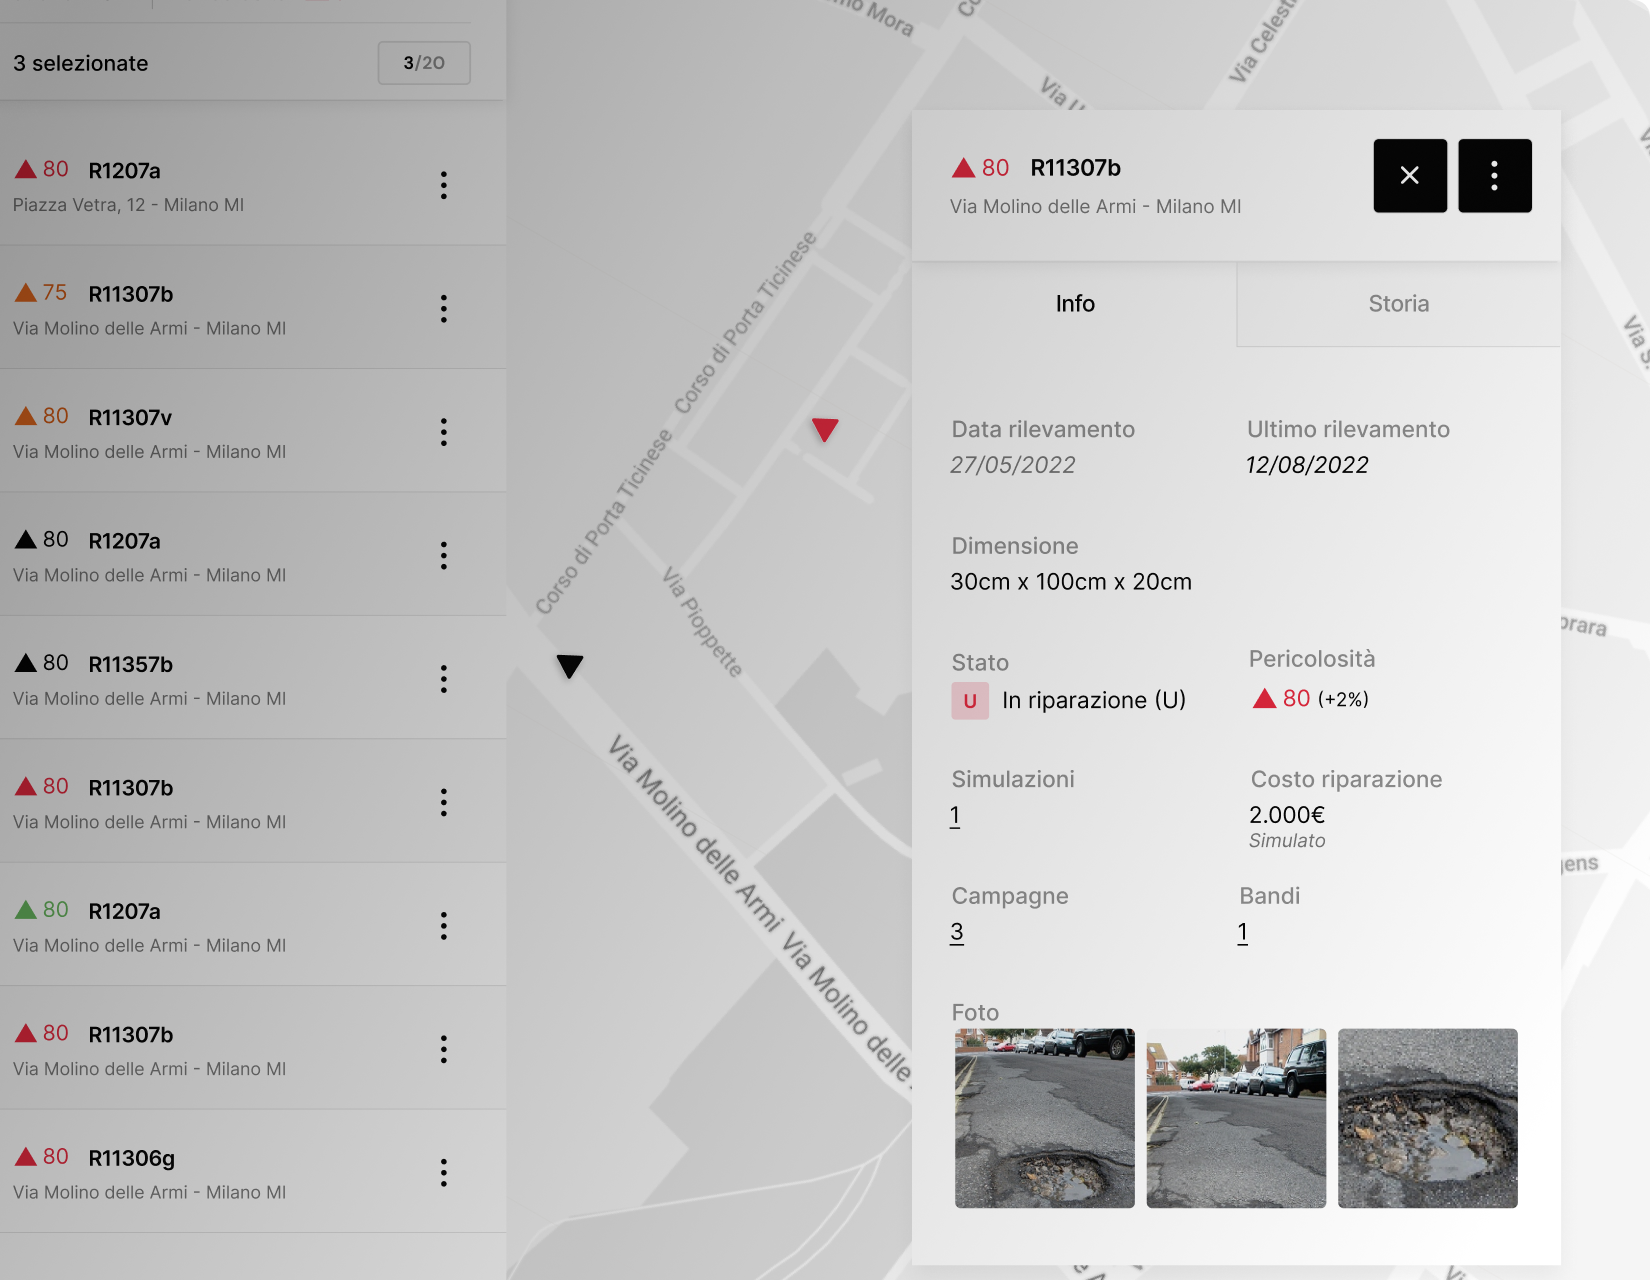 3 selezionate
3/20
80 R1207a
Piazza Vetra, 12 - Milano MI
75 R11307b
Via Molino delle Armi - Milano MI
80 R11307v
Via Molino delle Armi - Milano MI
80 R1207a
Via Molino delle Armi - Milano MI
80 R11357b
Via Molino delle Armi - Milano MI
80 R11307b
Via Molino delle Armi - Milano MI
80 R1207a
Via Molino delle Armi - Milano MI
80 R11307b
Via Molino delle Armi - Milano MI
80 R11306g
Via Molino delle Armi - Milano MI
Mora
Via Celest
Via
Corso di Porta Ticinese
Corso di Porta Ticinese
Via Pioppette
Via Molino delle Armi
Via Molino delle
orara
gens
Via S.
80 R11307b
Via Molino delle Armi - Milano MI
Info
Storia
Data rilevamento
27/05/2022
Ultimo rilevamento
12/08/2022
Dimensione
30cm x 100cm x 20cm
Stato
U In riparazione (U)
Pericolosità
80 (+2%)
Simulazioni
1
Costo riparazione
2.000€
Simulato
Campagne
3
Bandi
1
Foto